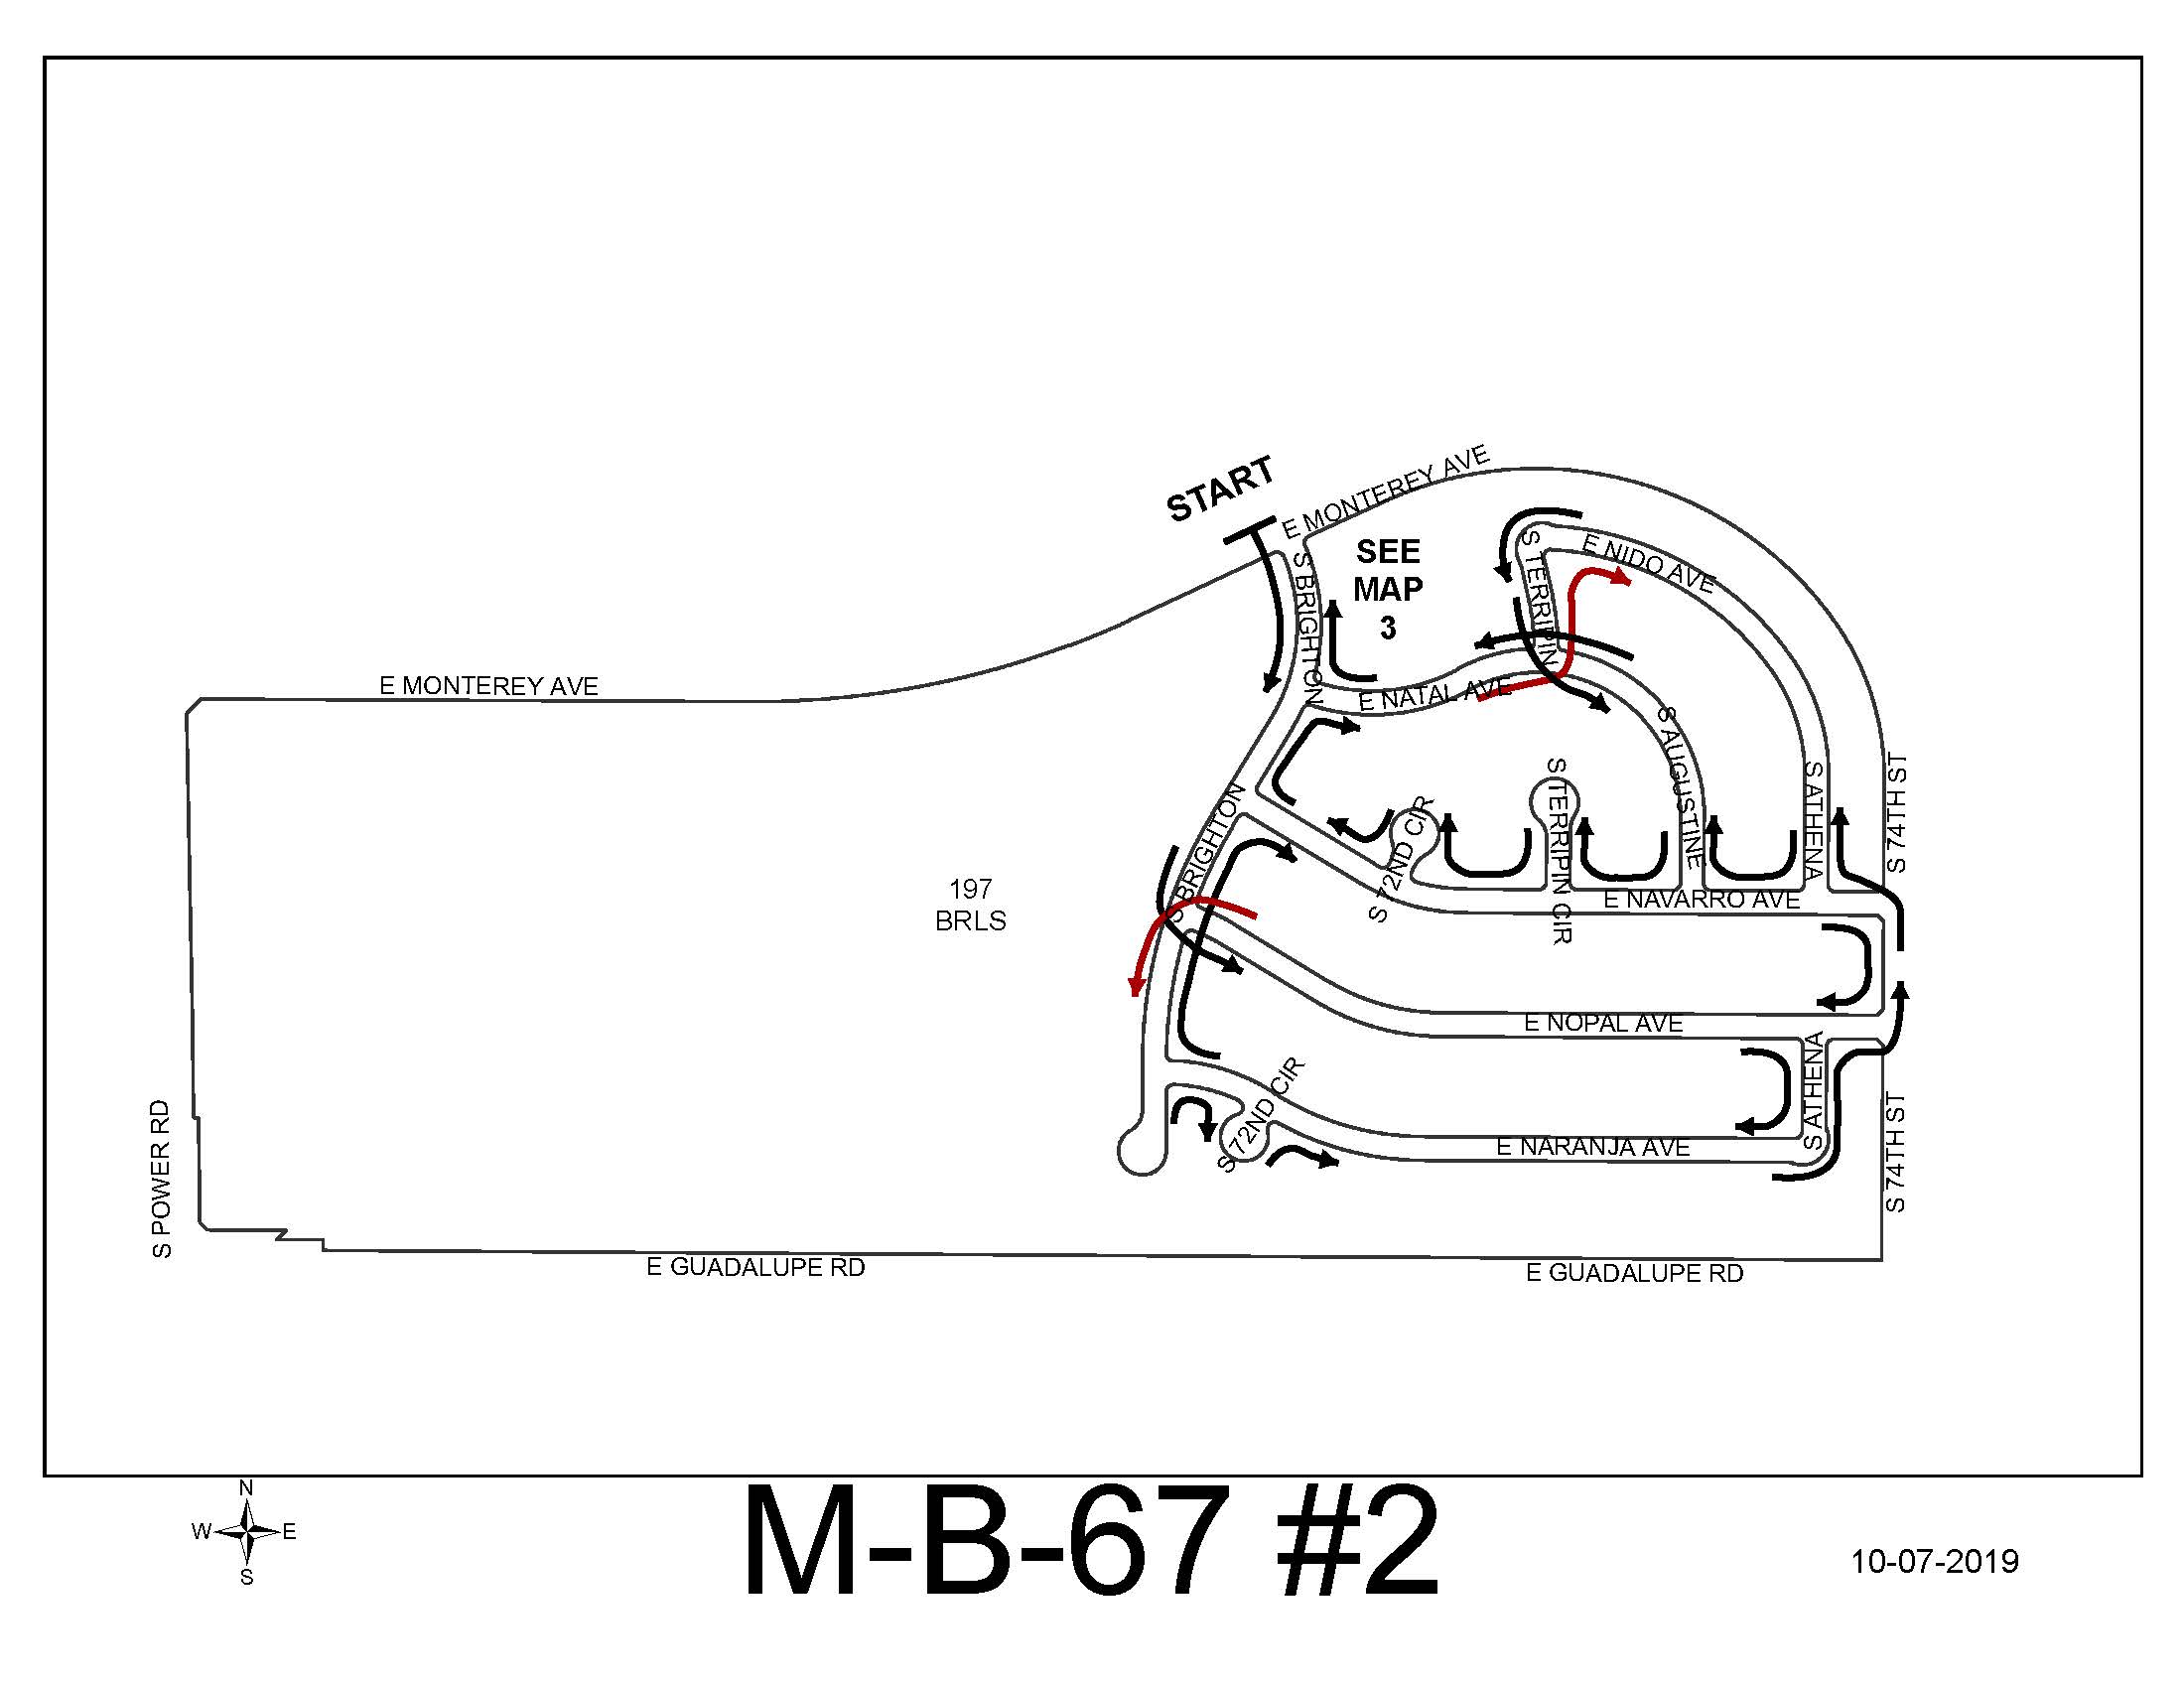 START
E MONTEREY AVE
SEE
MAP
3
S BRIGHTON
S TERRIPIN
E NIDO AVE
E MONTEREY AVE
E NATAL AVE
S AUGUSTINE
S ATHENA
S 74TH ST
S BRIGHTON
S 72ND CIR
S TERRIPIN CIR
E NAVARRO AVE
197
BRLS
E NOPAL AVE
S ATHENA
S 72ND CIR
E NARANJA AVE
S 74TH ST
S POWER RD
E GUADALUPE RD
E GUADALUPE RD
N
W E
S
M-B-67 #2
10-07-2019